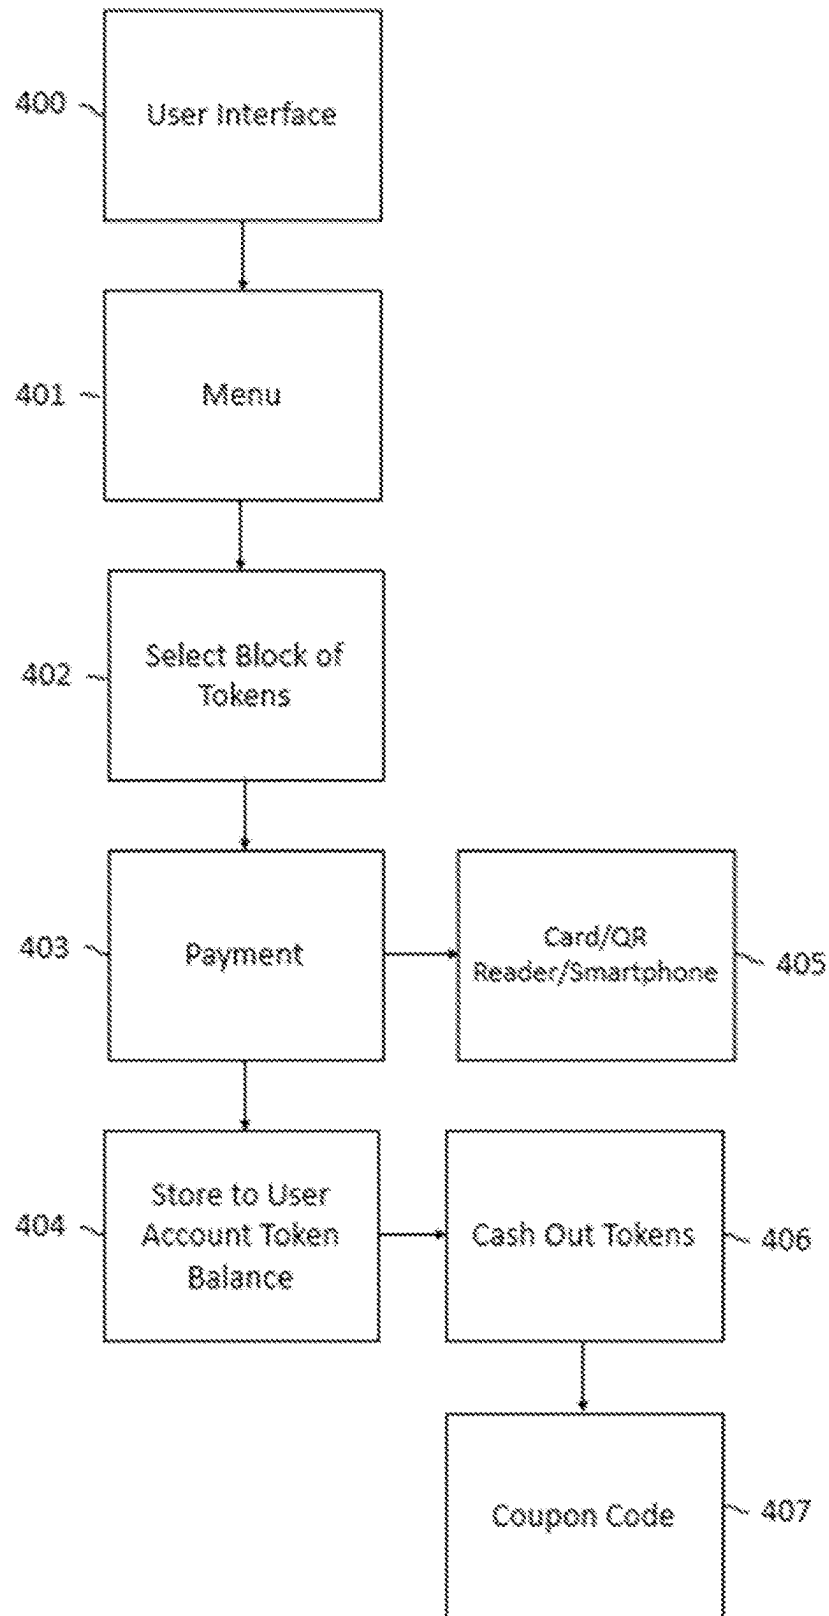 400
User Interface
401
Menu
402
Select Block of
Tokens
403
Payment
Card/QR
Reader/Smartphone
405
404
Store to User
Account Token
Balance
Cash Out Tokens
406
Coupon Code
407